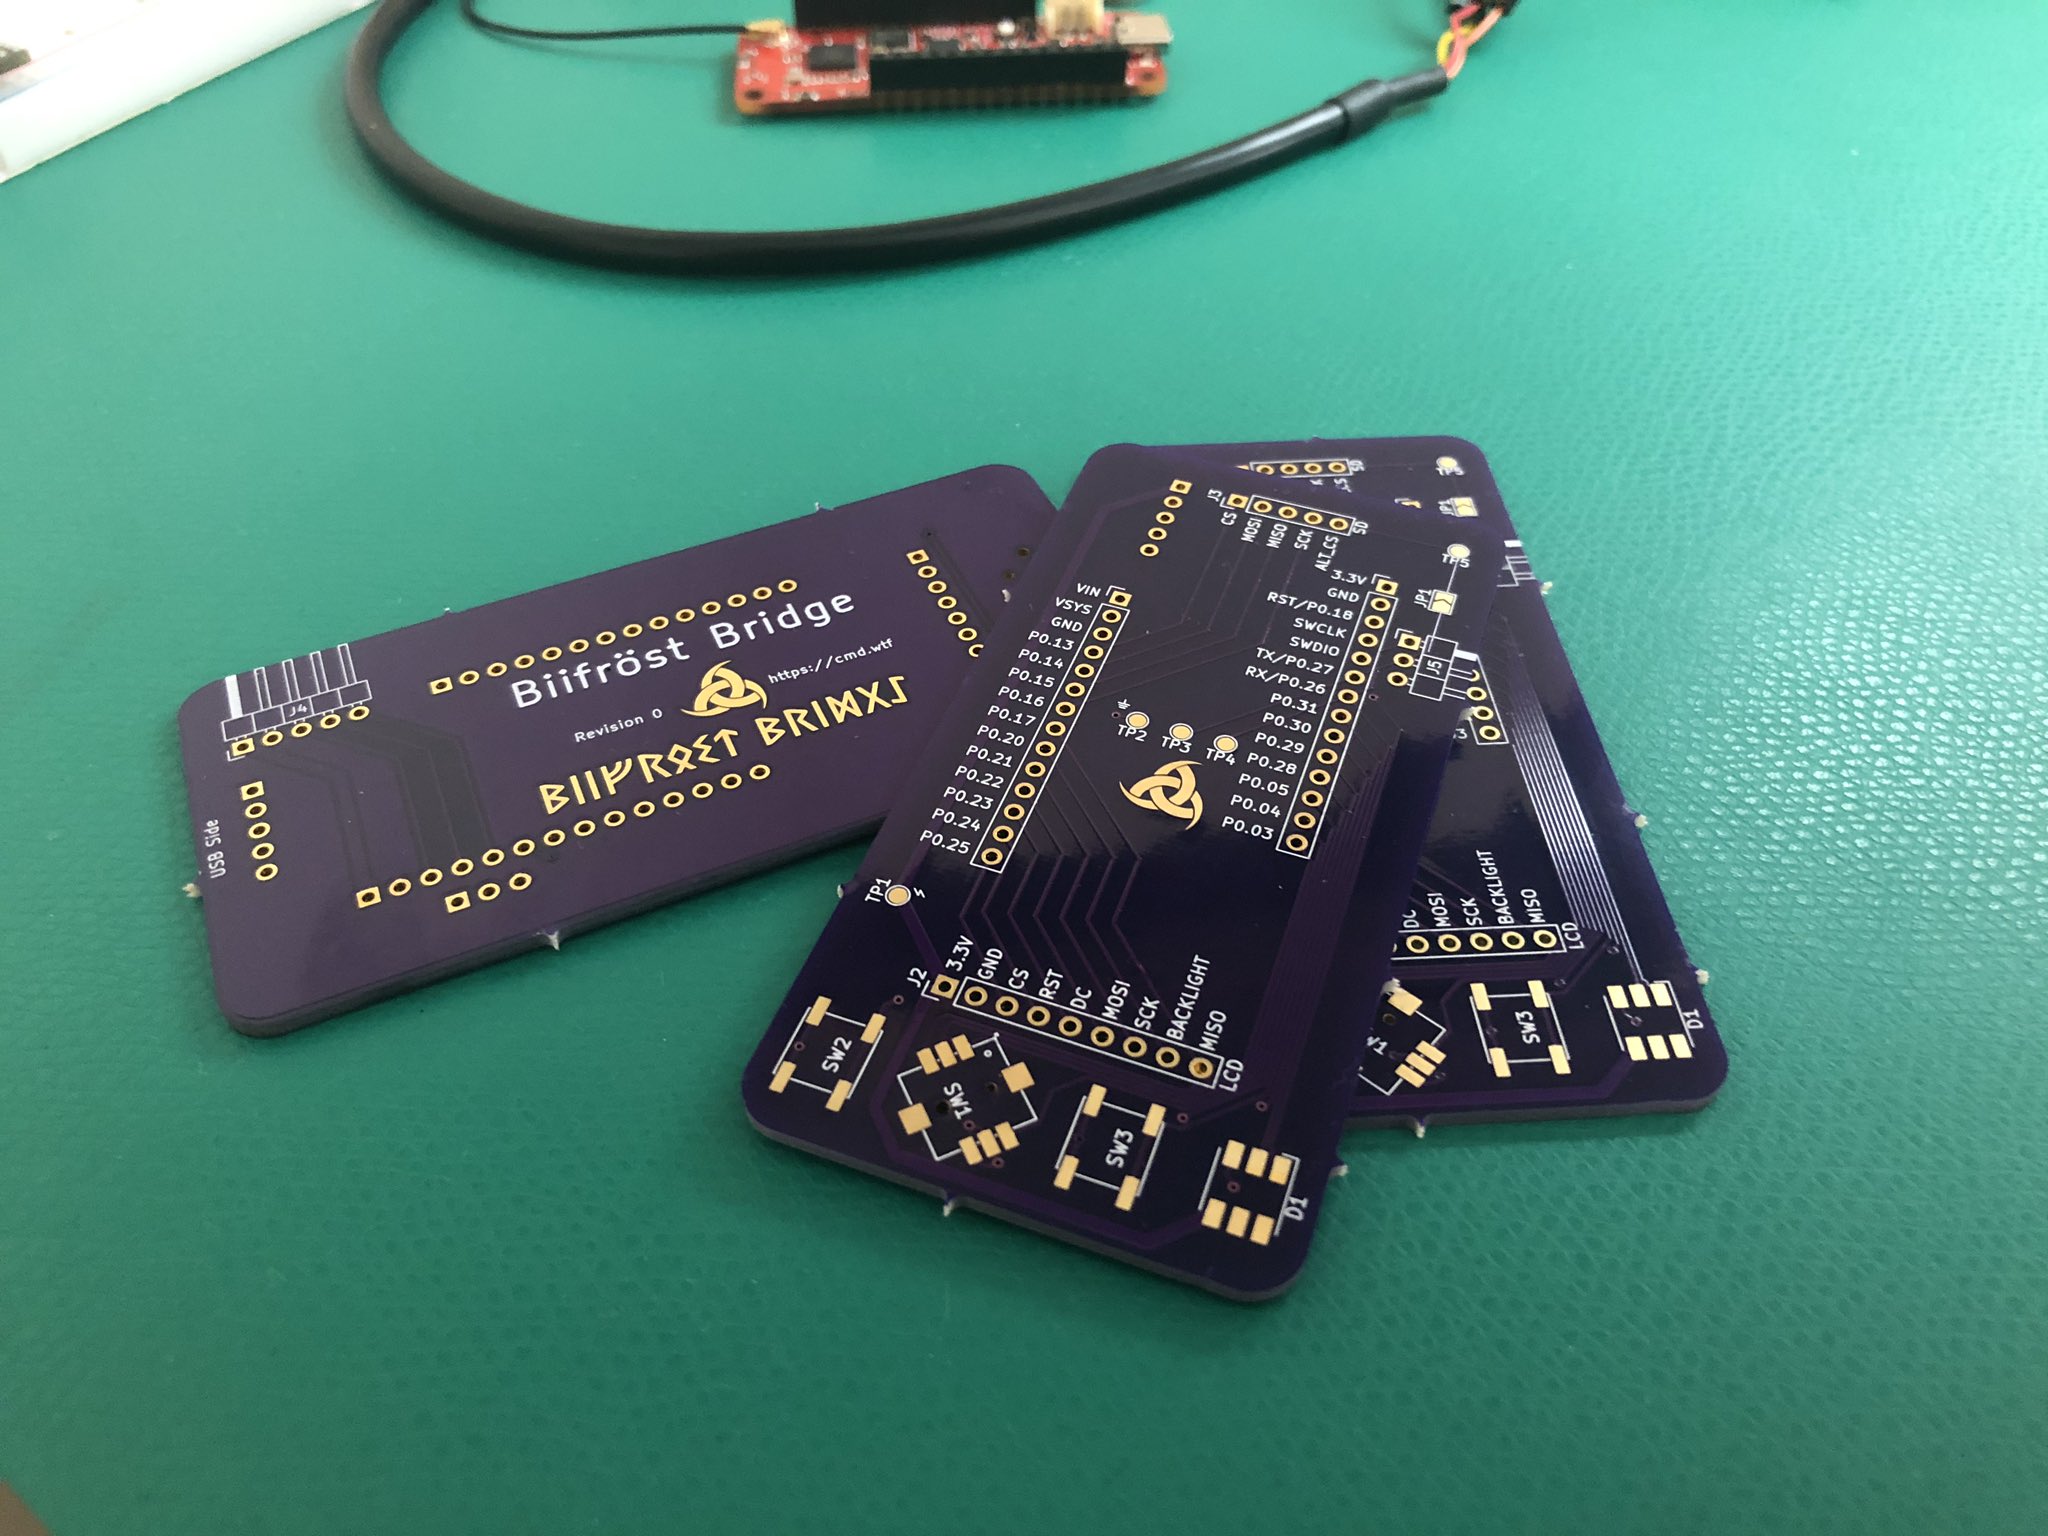 Biifröst Bridge
https://cmd.wtf
Revision 0
ᛒᛁᛁᚠᚱᛟᛊᛏ ᛒᚱᛁᛞᚷᛊ
J4
USB Side
J3
CS
MOSI
MISO
SCK
ALT_CS
SD
VIN
VSYS
GND
P0.13
P0.14
P0.15
P0.16
P0.17
P0.20
P0.21
P0.22
P0.23
P0.24
P0.25
3.3V
GND
RST/P0.18
SWCLK
SWDIO
TX/P0.27
RX/P0.26
P0.31
P0.30
P0.29
P0.28
P0.05
P0.04
P0.03
JP1
TP5
J5
TP2
TP3
TP4
TP1
J2
3.3V
GND
CS
RST
DC
MOSI
SCK
BACKLIGHT
MISO
LCD
SW2
SW1
SW3
D1
SD
JP1
DC
MOSI
SCK
BACKLIGHT
MISO
LCD
SW3
D1